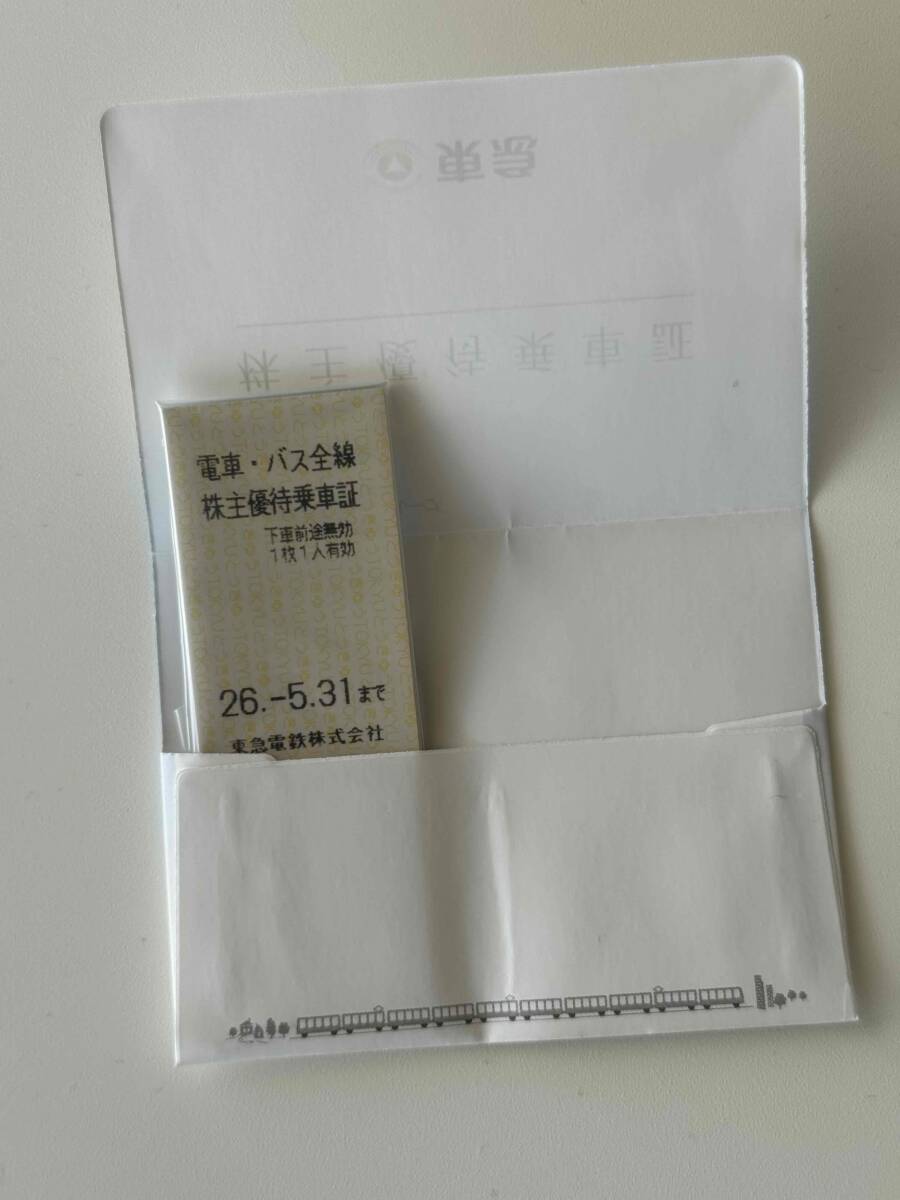 東急
株主優待乗車証
電車・バス全線
株主優待乗車証
下車前途無効
1枚1人有効
26.-5.31まで
東急電鉄株式会社